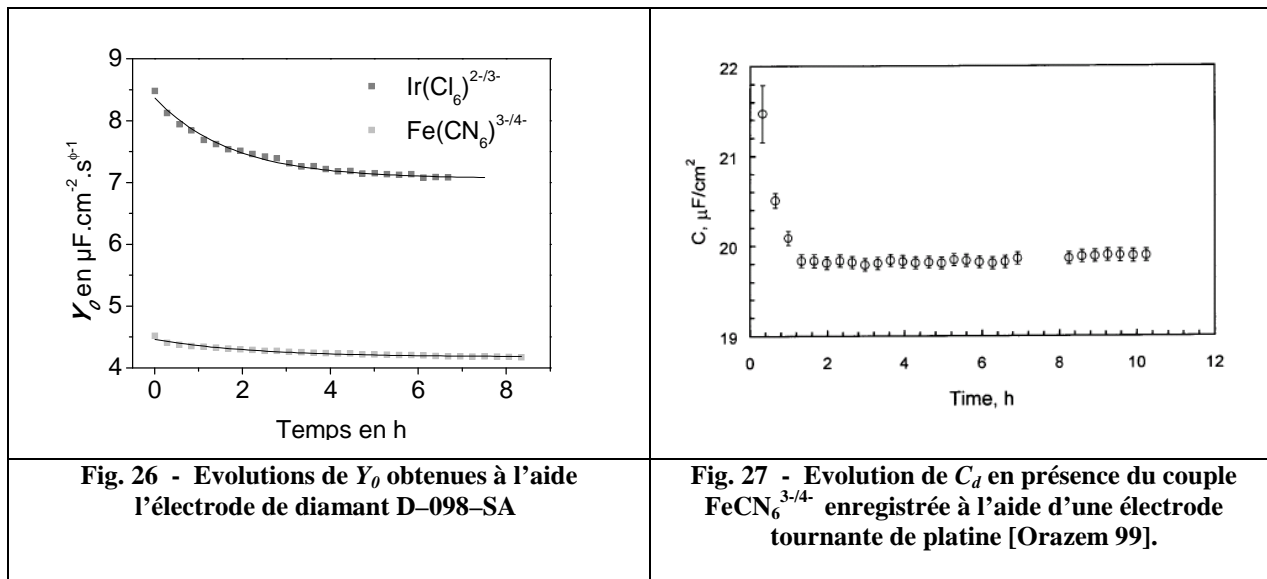 9
8
7
6
5
4
Y₀ en µF.cm⁻².s^ϕ⁻¹
Ir(Cl₆)²⁻/³⁻
Fe(CN₆)³⁻/⁴⁻
0 2 4 6 8
Temps en h
22
21
20
19
C, µF/cm²
0 2 4 6 8 10 12
Time, h
Fig. 26 - Evolutions de Y₀ obtenues à l’aide
l’électrode de diamant D–098–SA
Fig. 27 - Evolution de C_d en présence du couple
FeCN₆³⁻/⁴⁻ enregistrée à l’aide d’une électrode
tournante de platine [Orazem 99].